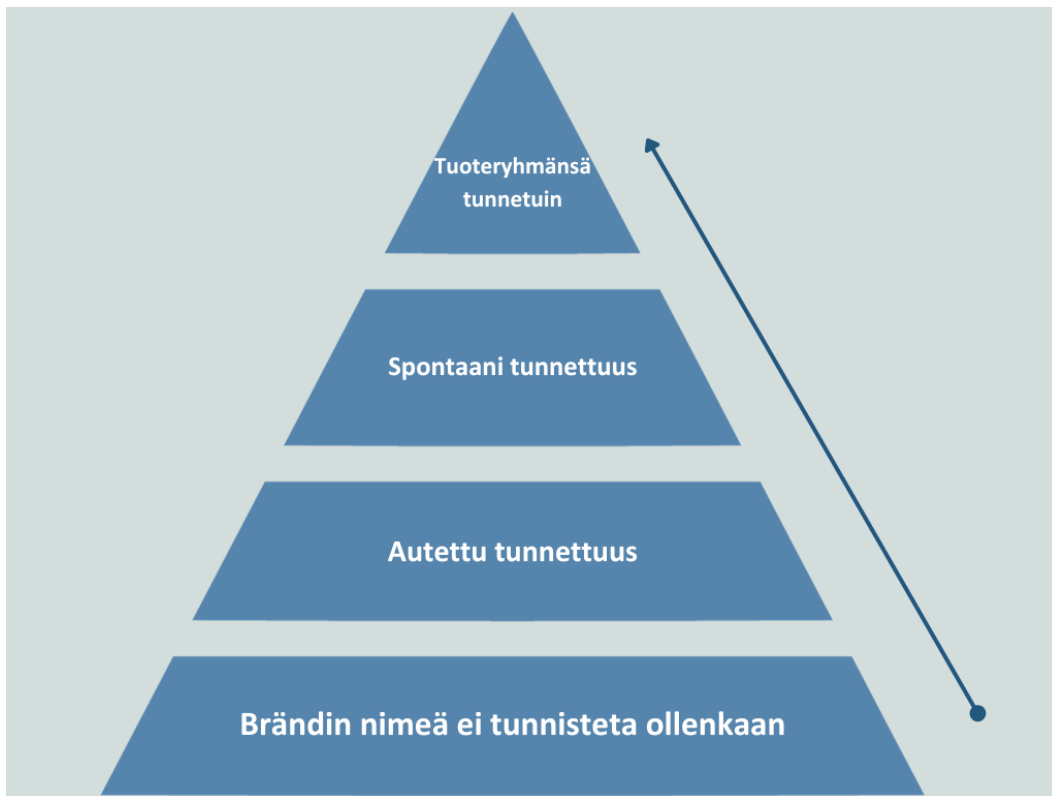 Tuoteryhmänsä
tunnetuin
Spontaani tunnettuus
Autettu tunnettuus
Brändin nimeä ei tunnisteta ollenkaan